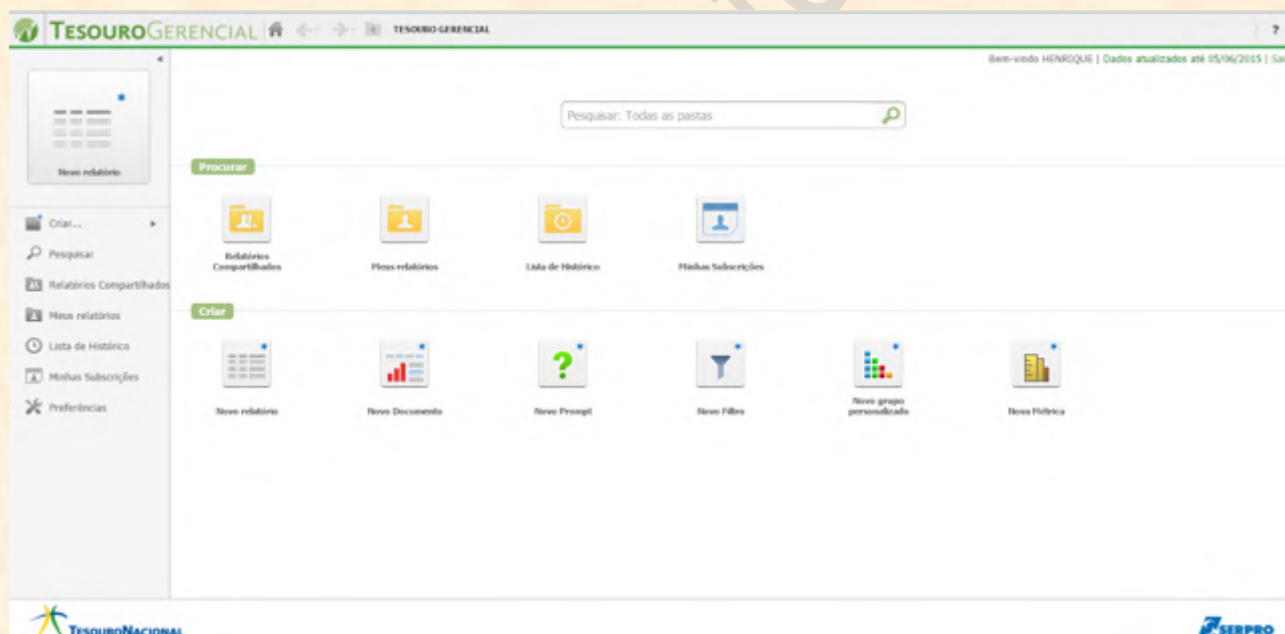 TESOUROGERENCIAL TESOURO GERENCIAL ?
Bem-vindo HENRIQUE | Dados atualizados até 05/06/2015 | Sai
Pesquisar: Todas as pastas
Novo relatório
Procurar
Relatórios
Compartilhados
Meus relatórios
Lista de Histórico
Minhas Subscrições
Criar...
Pesquisar
Relatórios Compartilhados
Meus relatórios
Lista de Histórico
Minhas Subscrições
Preferências
Criar
Novo relatório
Novo Documento
Novo Prompt
Novo Filtro
Novo grupo
personalizado
Nova Métrica
TESOURONACIONAL
SERPRO